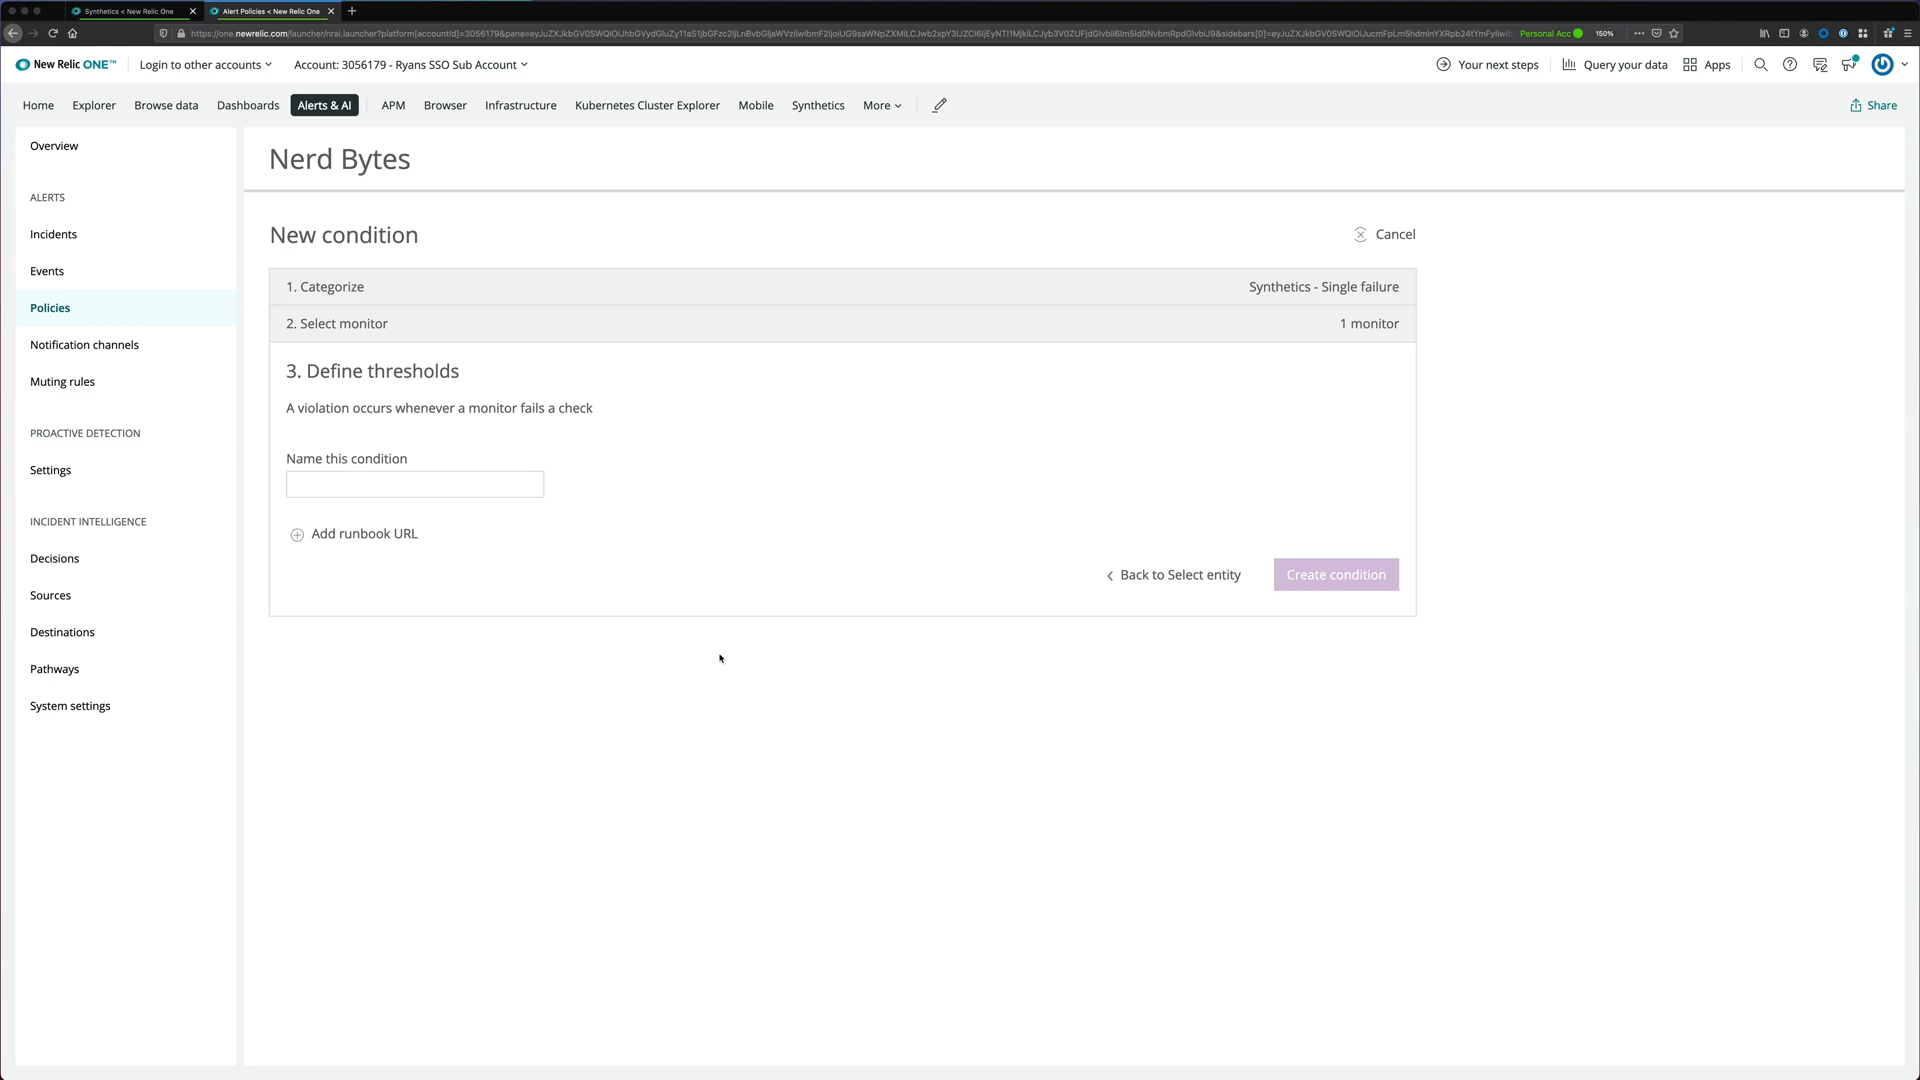 Synthetics < New Relic One
Alert Policies < New Relic One
Personal Acc
150%
New Relic ONE™
Login to other accounts
Account: 3056179 - Ryans SSO Sub Account
Your next steps
Query your data
Apps
Home
Explorer
Browse data
Dashboards
Alerts & AI
APM
Browser
Infrastructure
Kubernetes Cluster Explorer
Mobile
Synthetics
More
Share
Overview
ALERTS
Incidents
Events
Policies
Notification channels
Muting rules
PROACTIVE DETECTION
Settings
INCIDENT INTELLIGENCE
Decisions
Sources
Destinations
Pathways
System settings
Nerd Bytes
New condition
Cancel
1. Categorize
Synthetics - Single failure
2. Select monitor
1 monitor
3. Define thresholds
A violation occurs whenever a monitor fails a check
Name this condition
Add runbook URL
Back to Select entity
Create condition